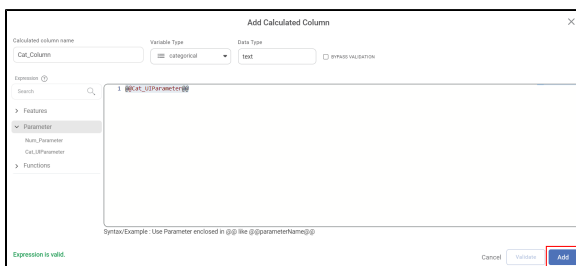 Add Calculated Column
Calculated column name
Variable Type
Data Type
Cat_Column
categorical
text
BYPASS VALIDATION
Expression
Search
1 @@Cat_UIParameter@@
Features
Parameter
Num_Parameter
Cat_UIParameter
Functions
Syntax/Example : Use Parameter enclosed in @@ like @@parameterName@@
Expression is valid.
Cancel
Validate
Add